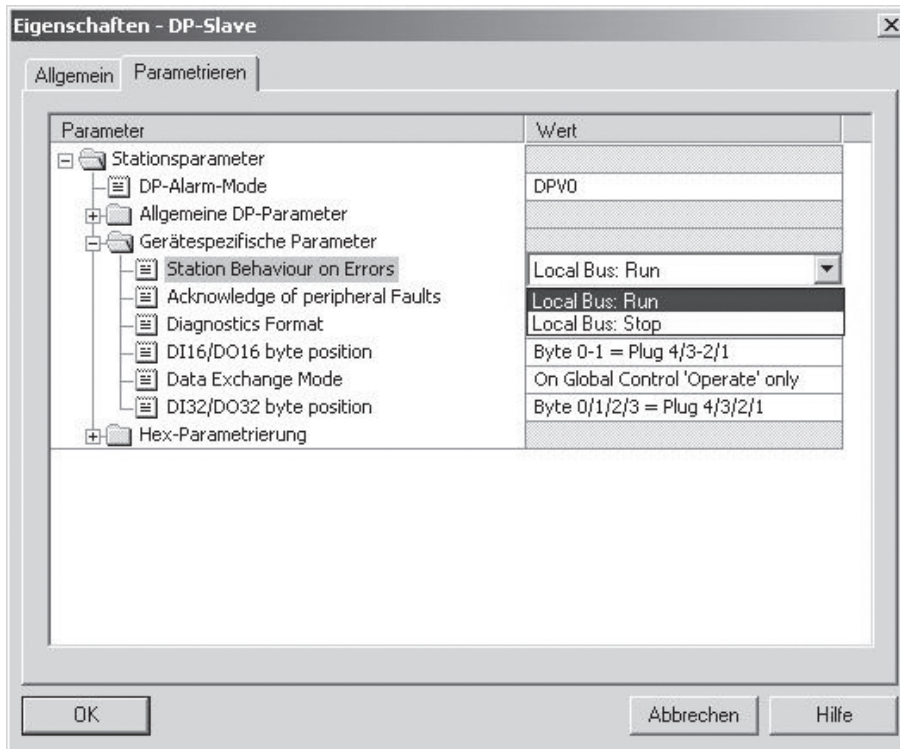 Eigenschaften - DP-Slave
Allgemein Parametrieren
Parameter Wert
Stationsparameter
DP-Alarm-Mode DPV0
Allgemeine DP-Parameter
Gerätespezifische Parameter
Station Behaviour on Errors Local Bus: Run
Acknowledge of peripheral Faults Local Bus: Run
Diagnostics Format Local Bus: Stop
DI16/DO16 byte position Byte 0-1 = Plug 4/3-2/1
Data Exchange Mode On Global Control 'Operate' only
DI32/DO32 byte position Byte 0/1/2/3 = Plug 4/3/2/1
Hex-Parametrierung
OK Abbrechen Hilfe